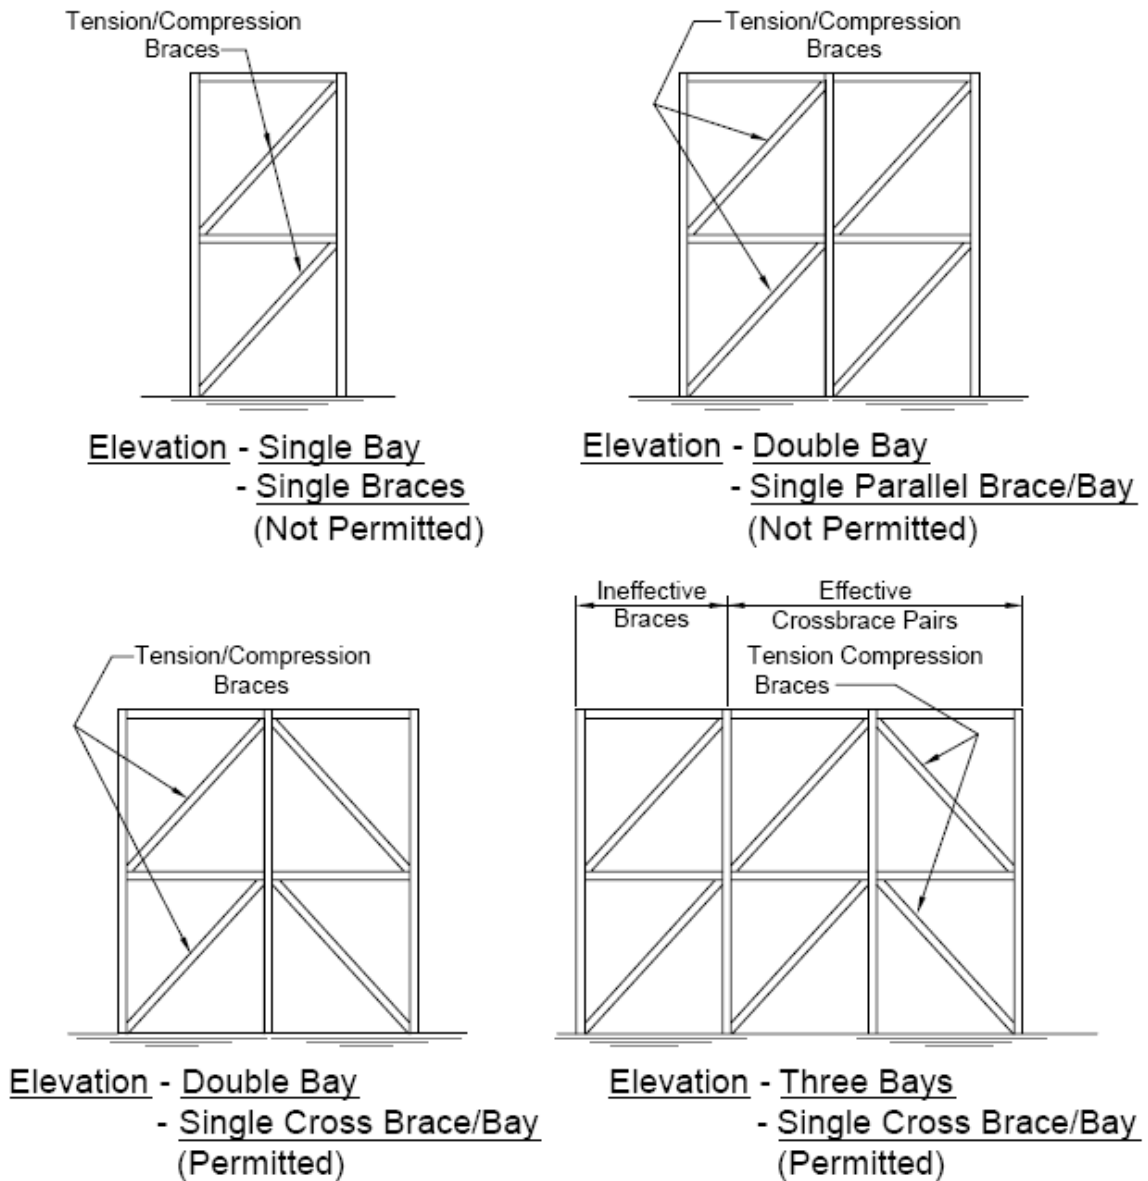 Tension/Compression
Braces
Tension/Compression
Braces
Elevation - Single Bay
- Single Braces
(Not Permitted)
Elevation - Double Bay
- Single Parallel Brace/Bay
(Not Permitted)
Tension/Compression
Braces
Ineffective
Braces
Effective
Crossbrace Pairs
Tension Compression
Braces
Elevation - Double Bay
- Single Cross Brace/Bay
(Permitted)
Elevation - Three Bays
- Single Cross Brace/Bay
(Permitted)